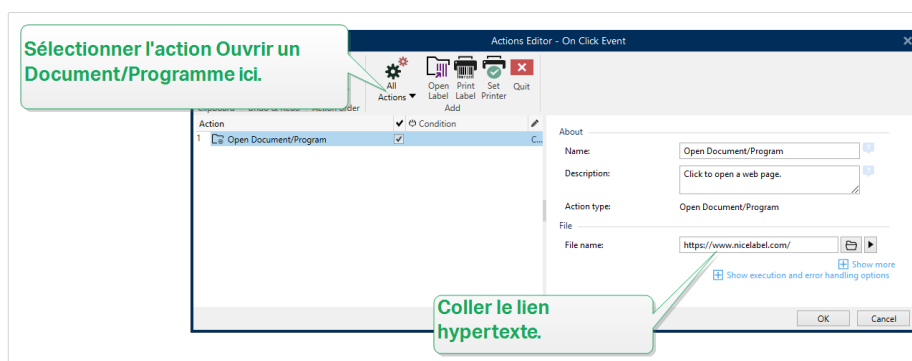 Sélectionner l'action Ouvrir un
Document/Programme ici.
Actions Editor - On Click Event
All
Actions
Open
Label
Print
Label
Set
Printer
Quit
Add
Action
Condition
1 Open Document/Program
C...
About
Name: Open Document/Program
Description: Click to open a web page.
Action type: Open Document/Program
File
File name: https://www.nicelabel.com/
Show more
Show execution and error handling options
Coller le lien
hypertexte.
OK Cancel